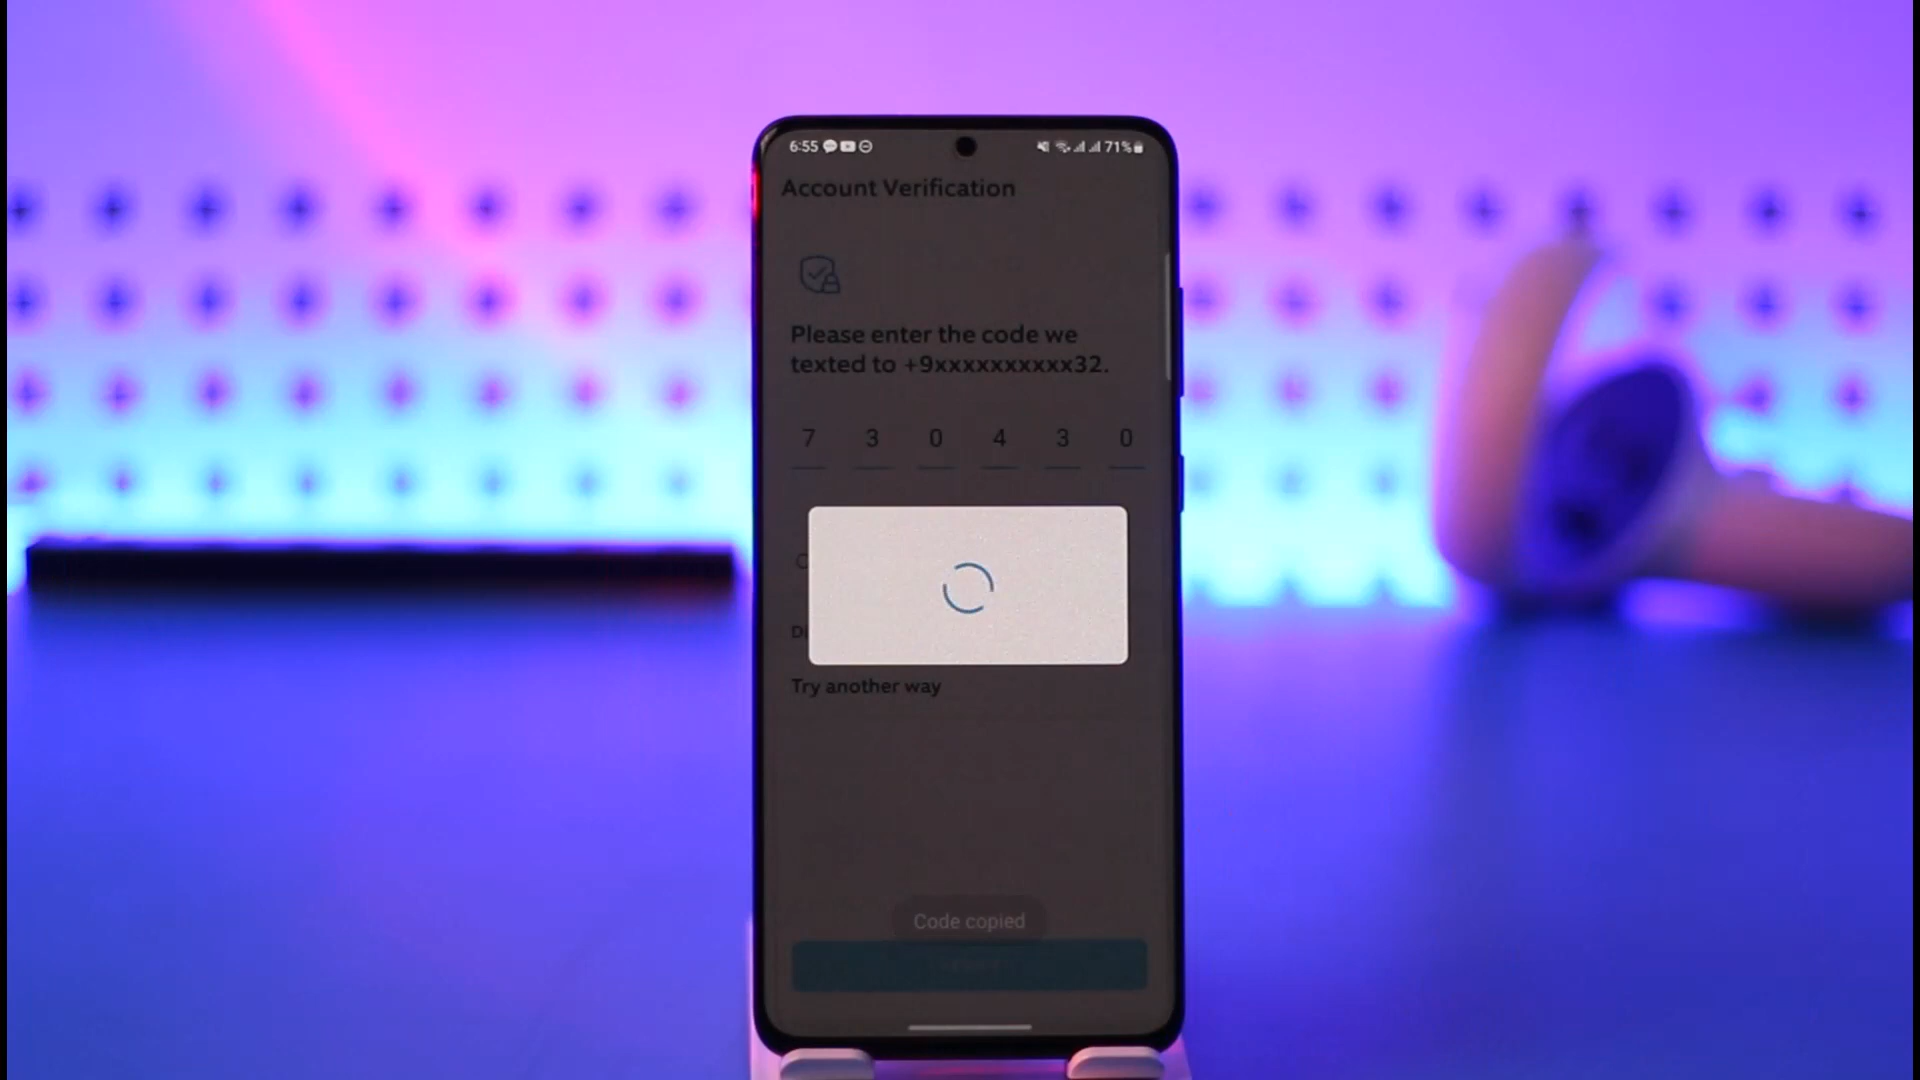 6:55 71%
Account Verification
Please enter the code we
texted to +9xxxxxxxxxx32.
7 3 0 4 3 0
Try another way
Code copied